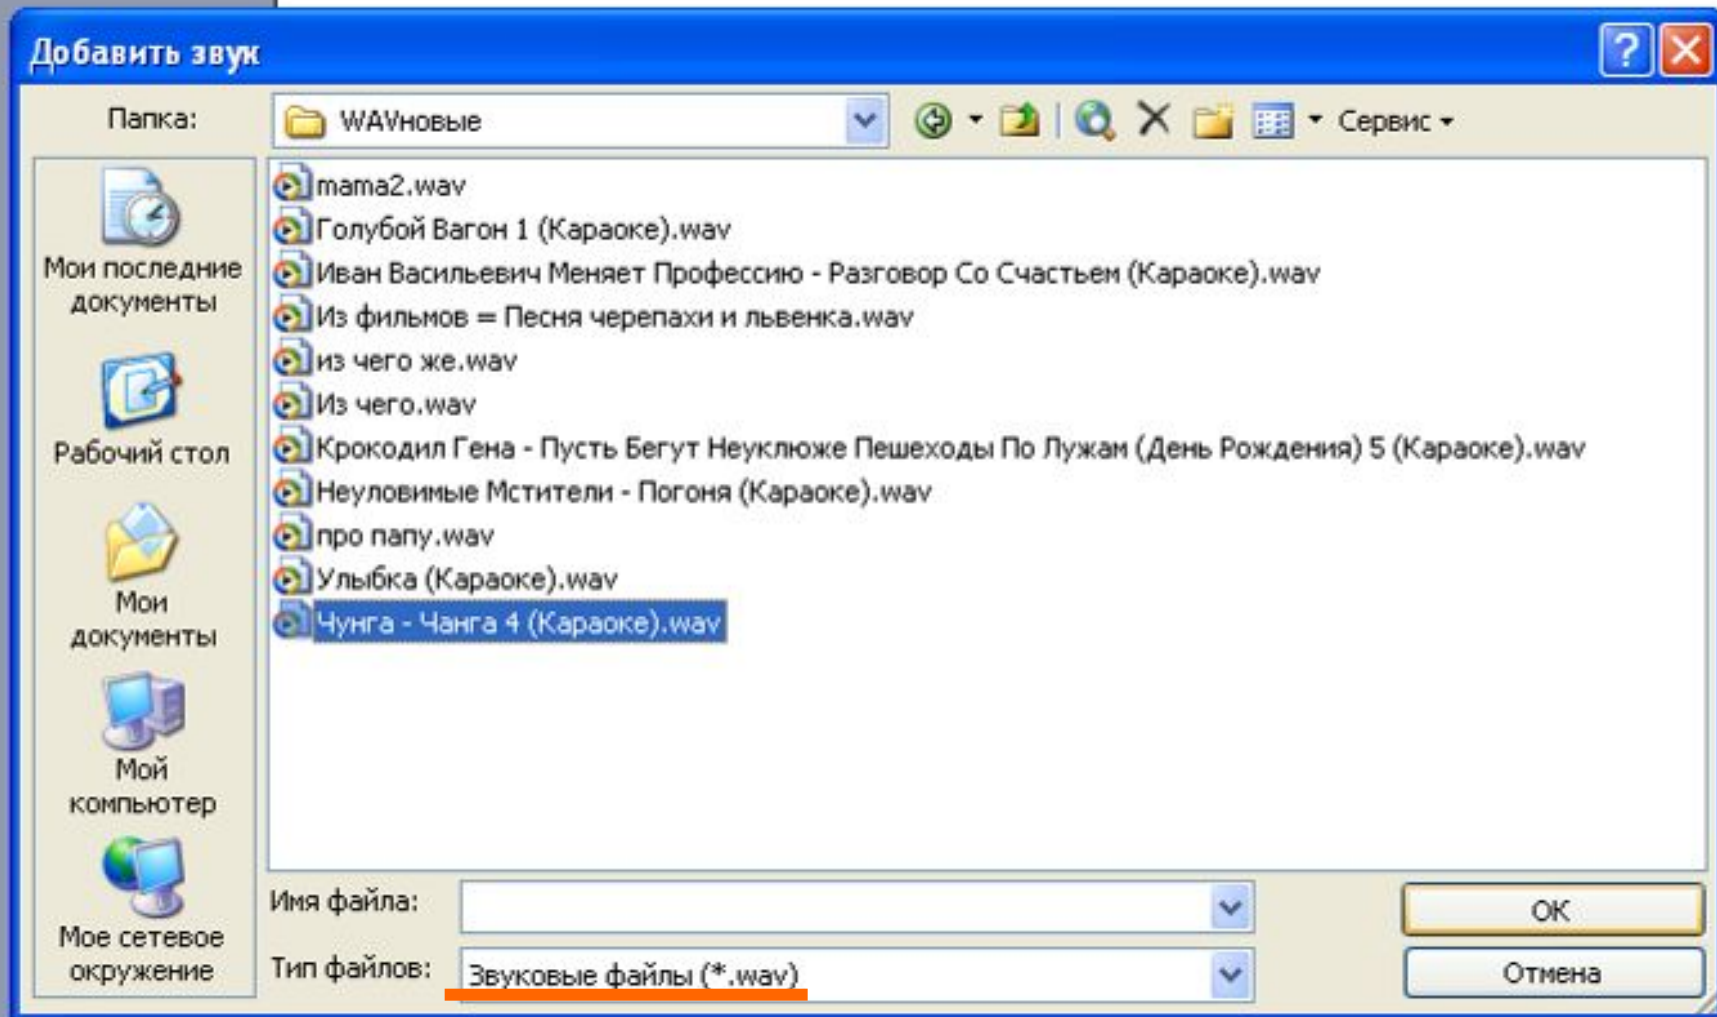 Добавить звук
Папка:
WAVновые
Сервис
Мои последние
документы
Рабочий стол
Мои
документы
Мой
компьютер
Мое сетевое
окружение
mama2.wav
Голубой Вагон 1 (Караоке).wav
Иван Васильевич Меняет Профессию - Разговор Со Счастьем (Караоке).wav
Из фильмов = Песня черепахи и львенка.wav
из чего же.wav
Из чего.wav
Крокодил Гена - Пусть Бегут Неуклюже Пешеходы По Лужам (День Рождения) 5 (Караоке).wav
Неуловимые Мстители - Погоня (Караоке).wav
про папу.wav
Улыбка (Караоке).wav
Чунга - Чанга 4 (Караоке).wav
Имя файла:
ОК
Тип файлов:
Звуковые файлы (*.wav)
Отмена